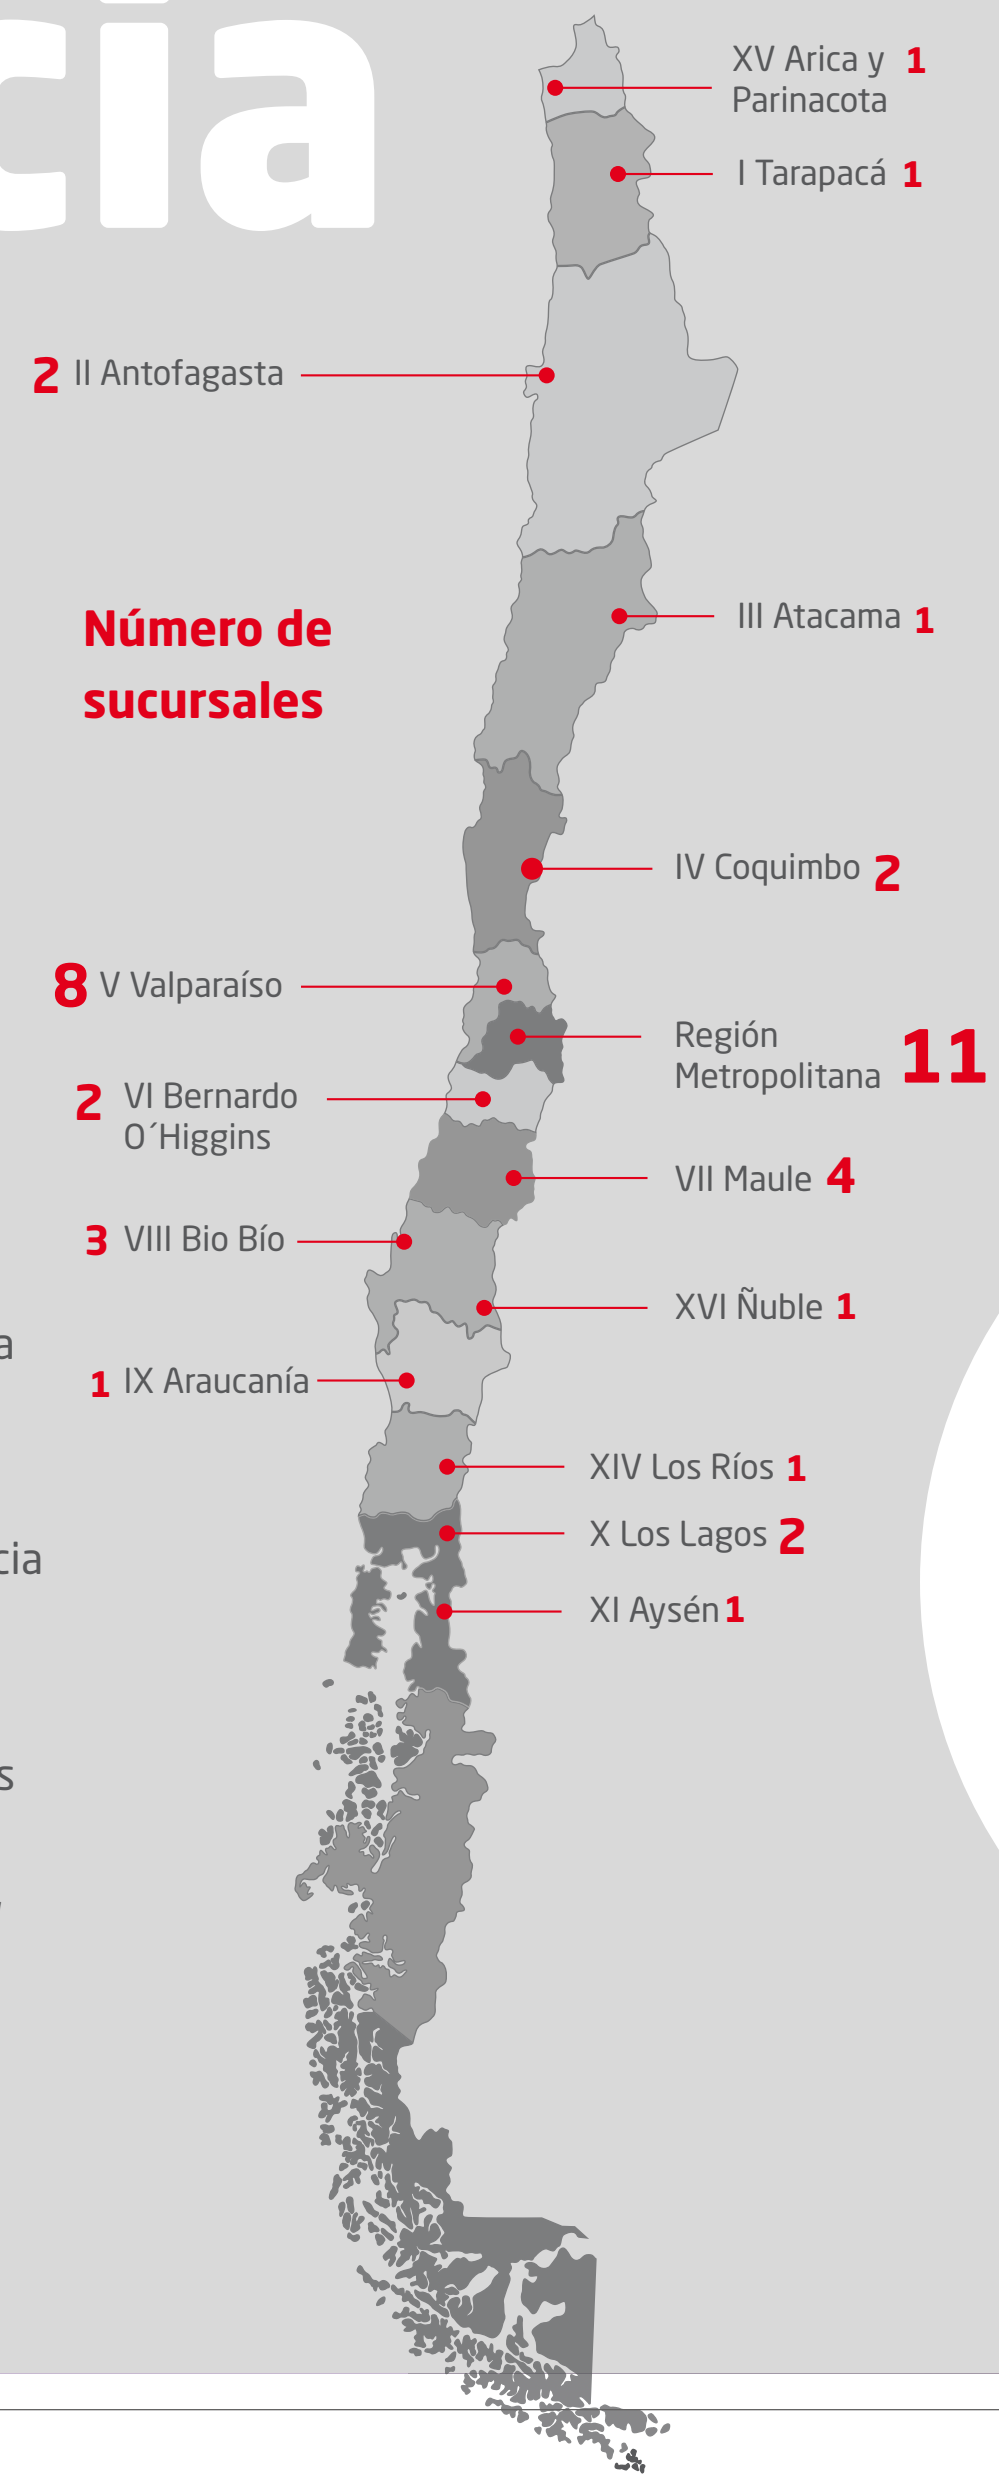 cia
XV Arica y 1
Parinacota
I Tarapacá 1
2 II Antofagasta
III Atacama 1
Número de
sucursales
IV Coquimbo 2
8 V Valparaíso
Región
Metropolitana 11
2 VI Bernardo
O´Higgins
VII Maule 4
3 VIII Bio Bío
XVI Ñuble 1
a
1 IX Araucanía
XIV Los Ríos 1
X Los Lagos 2
cia
XI Aysén 1
s